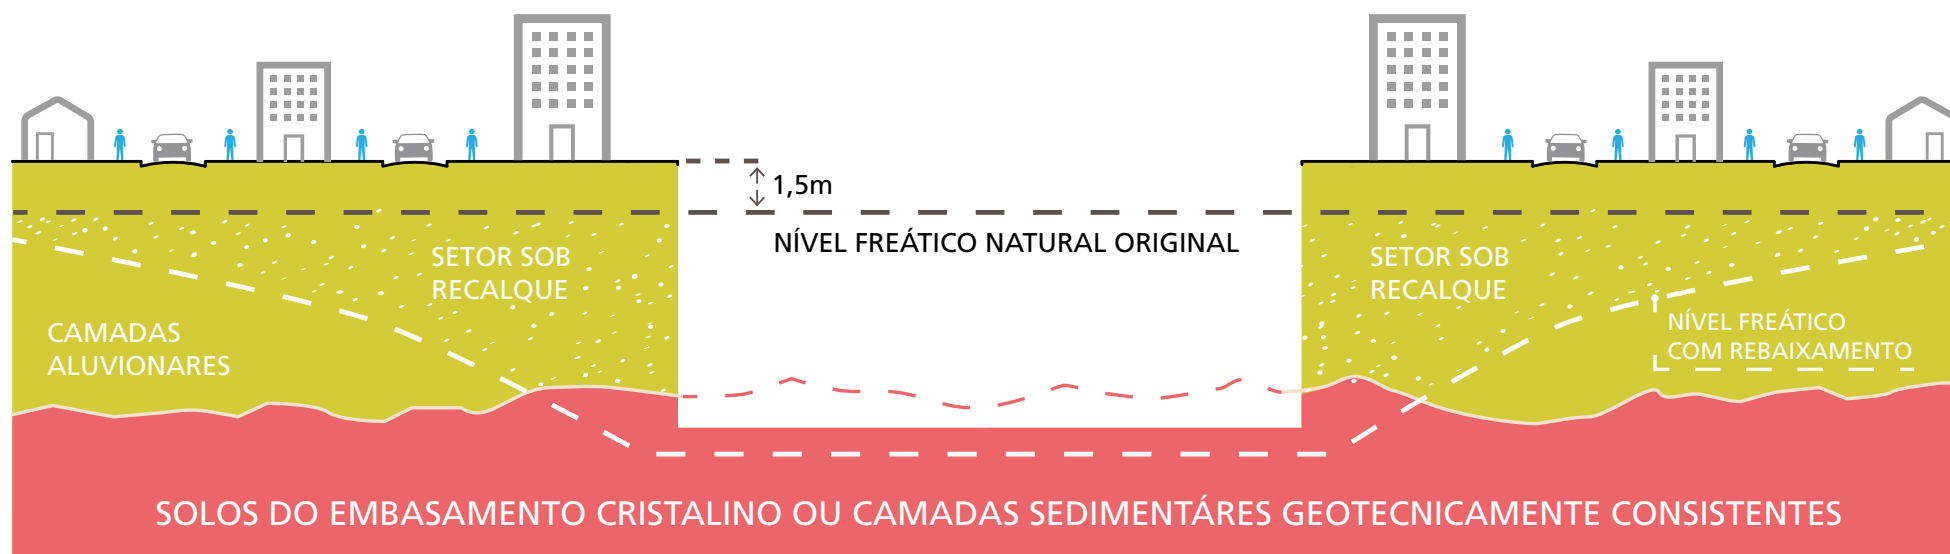 1,5m
NÍVEL FREÁTICO NATURAL ORIGINAL
SETOR SOB
RECALQUE
CAMADAS
ALUVIONARES
SETOR SOB
RECALQUE
NÍVEL FREÁTICO
COM REBAIXAMENTO
SOLOS DO EMBASAMENTO CRISTALINO OU CAMADAS SEDIMENTÁRES GEOTECNICAMENTE CONSISTENTES